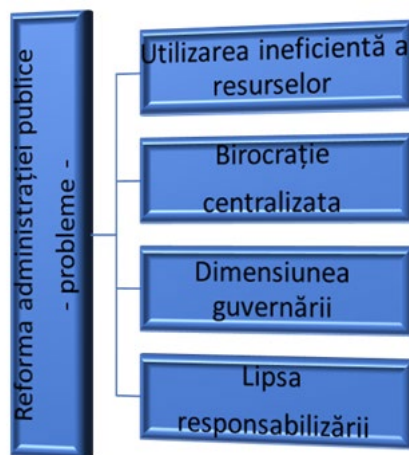 Reforma administrației publice
- probleme -
Utilizarea ineficientă a
resurselor
Birocrație
centralizata
Dimensiunea
guvernării
Lipsa
responsabilizării